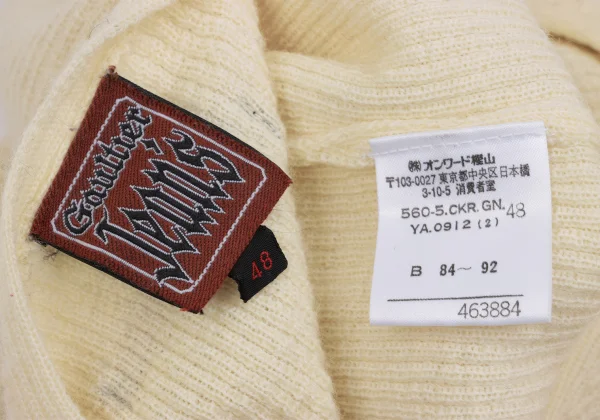 Gaultier
Jean's
48
㈱オンワード樫山
〒103-0027 東京都中央区日本橋
3-10-5 消費者室
560-5.CKR.GN. 48
YA.0912 (2)
B 84～92
463884